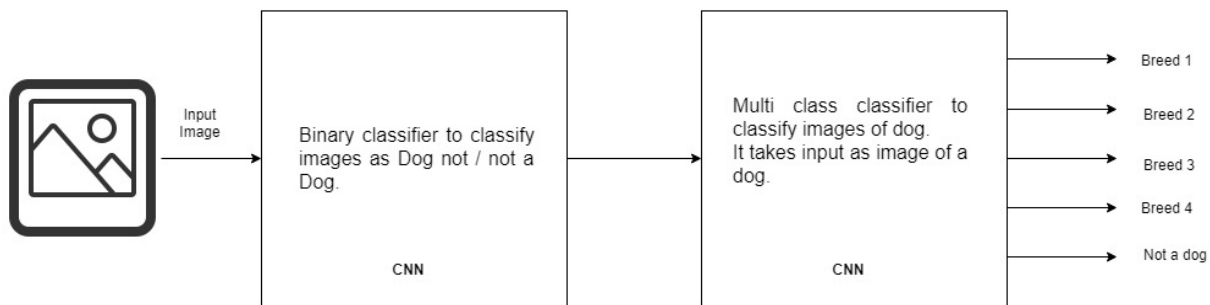 Input
Image
Binary classifier to classify
images as Dog not / not a
Dog.
CNN
Multi class classifier to
classify images of dog.
It takes input as image of a
dog.
CNN
Breed 1
Breed 2
Breed 3
Breed 4
Not a dog